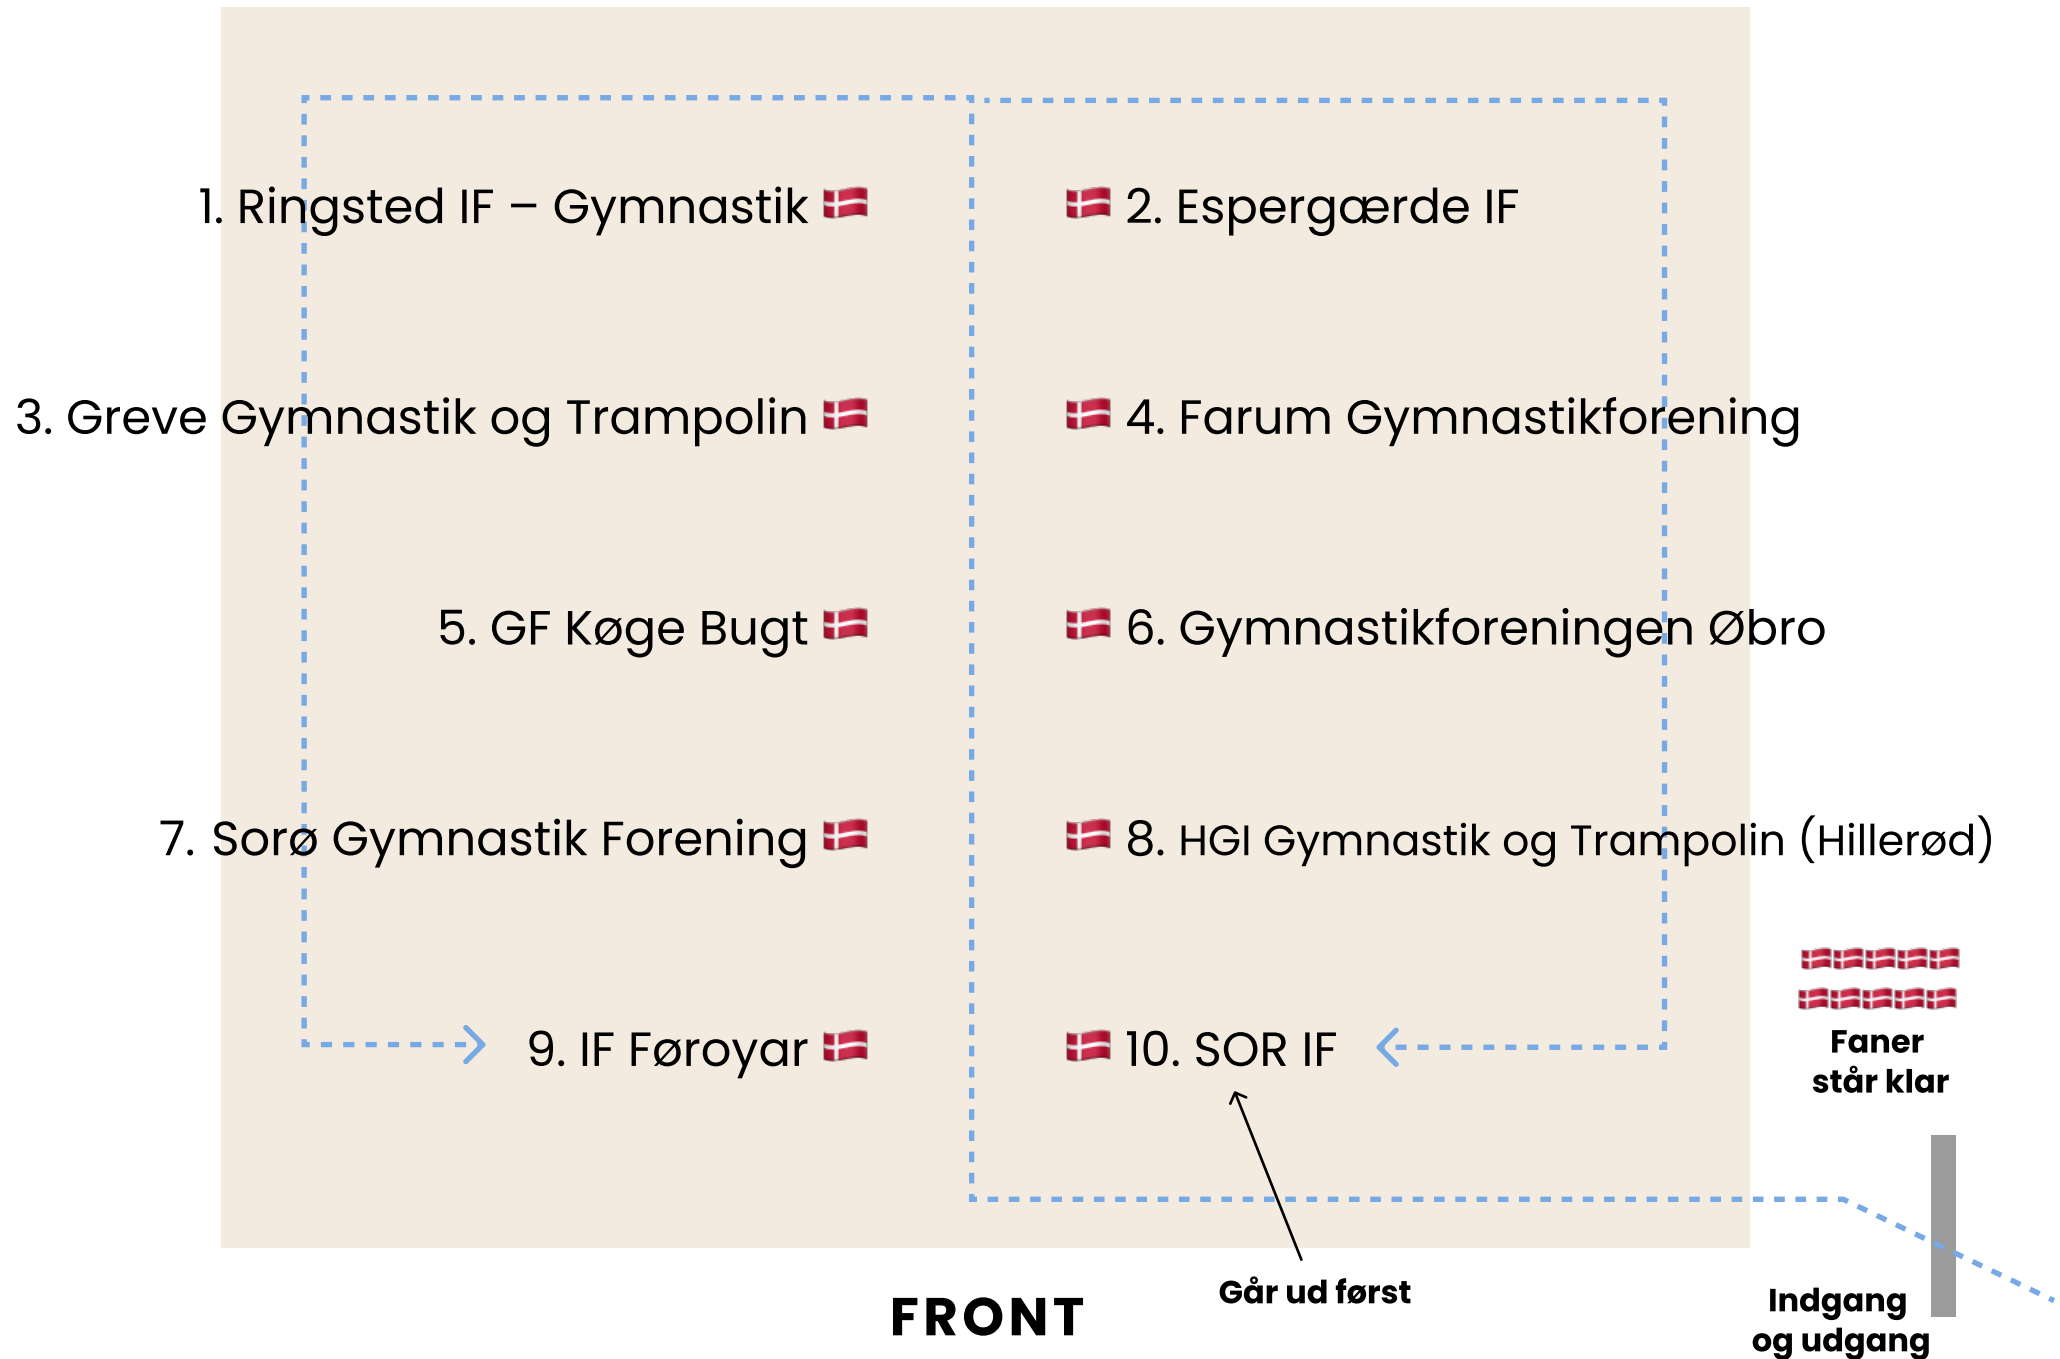 1. Ringsted IF – Gymnastik
2. Espergærde IF
3. Greve Gymnastik og Trampolin
4. Farum Gymnastikforening
5. GF Køge Bugt
6. Gymnastikforeningen Øbro
7. Sorø Gymnastik Forening
8. HGI Gymnastik og Trampolin (Hillerød)
9. IF Føroyar
10. SOR IF
Faner
står klar
Går ud først
FRONT
Indgang
og udgang